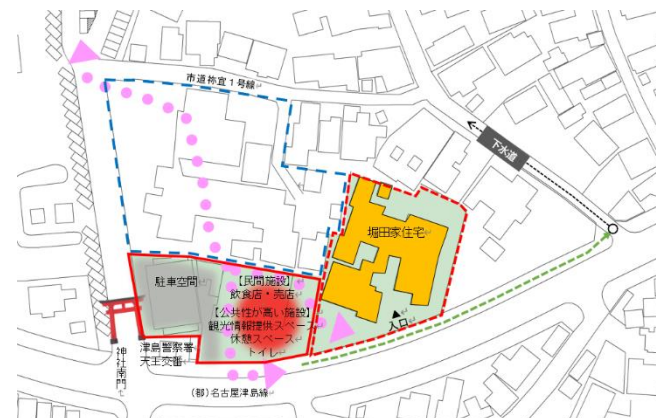 市道祢宜1号線
下水道
堀田家住宅
駐車空間
【民間施設】
飲食店・売店
【公共性が高い施設】
観光情報提供スペース
休憩スペース
トイレ
入口
神社南門
津島警察署
天王交番
(都)名古屋津島線